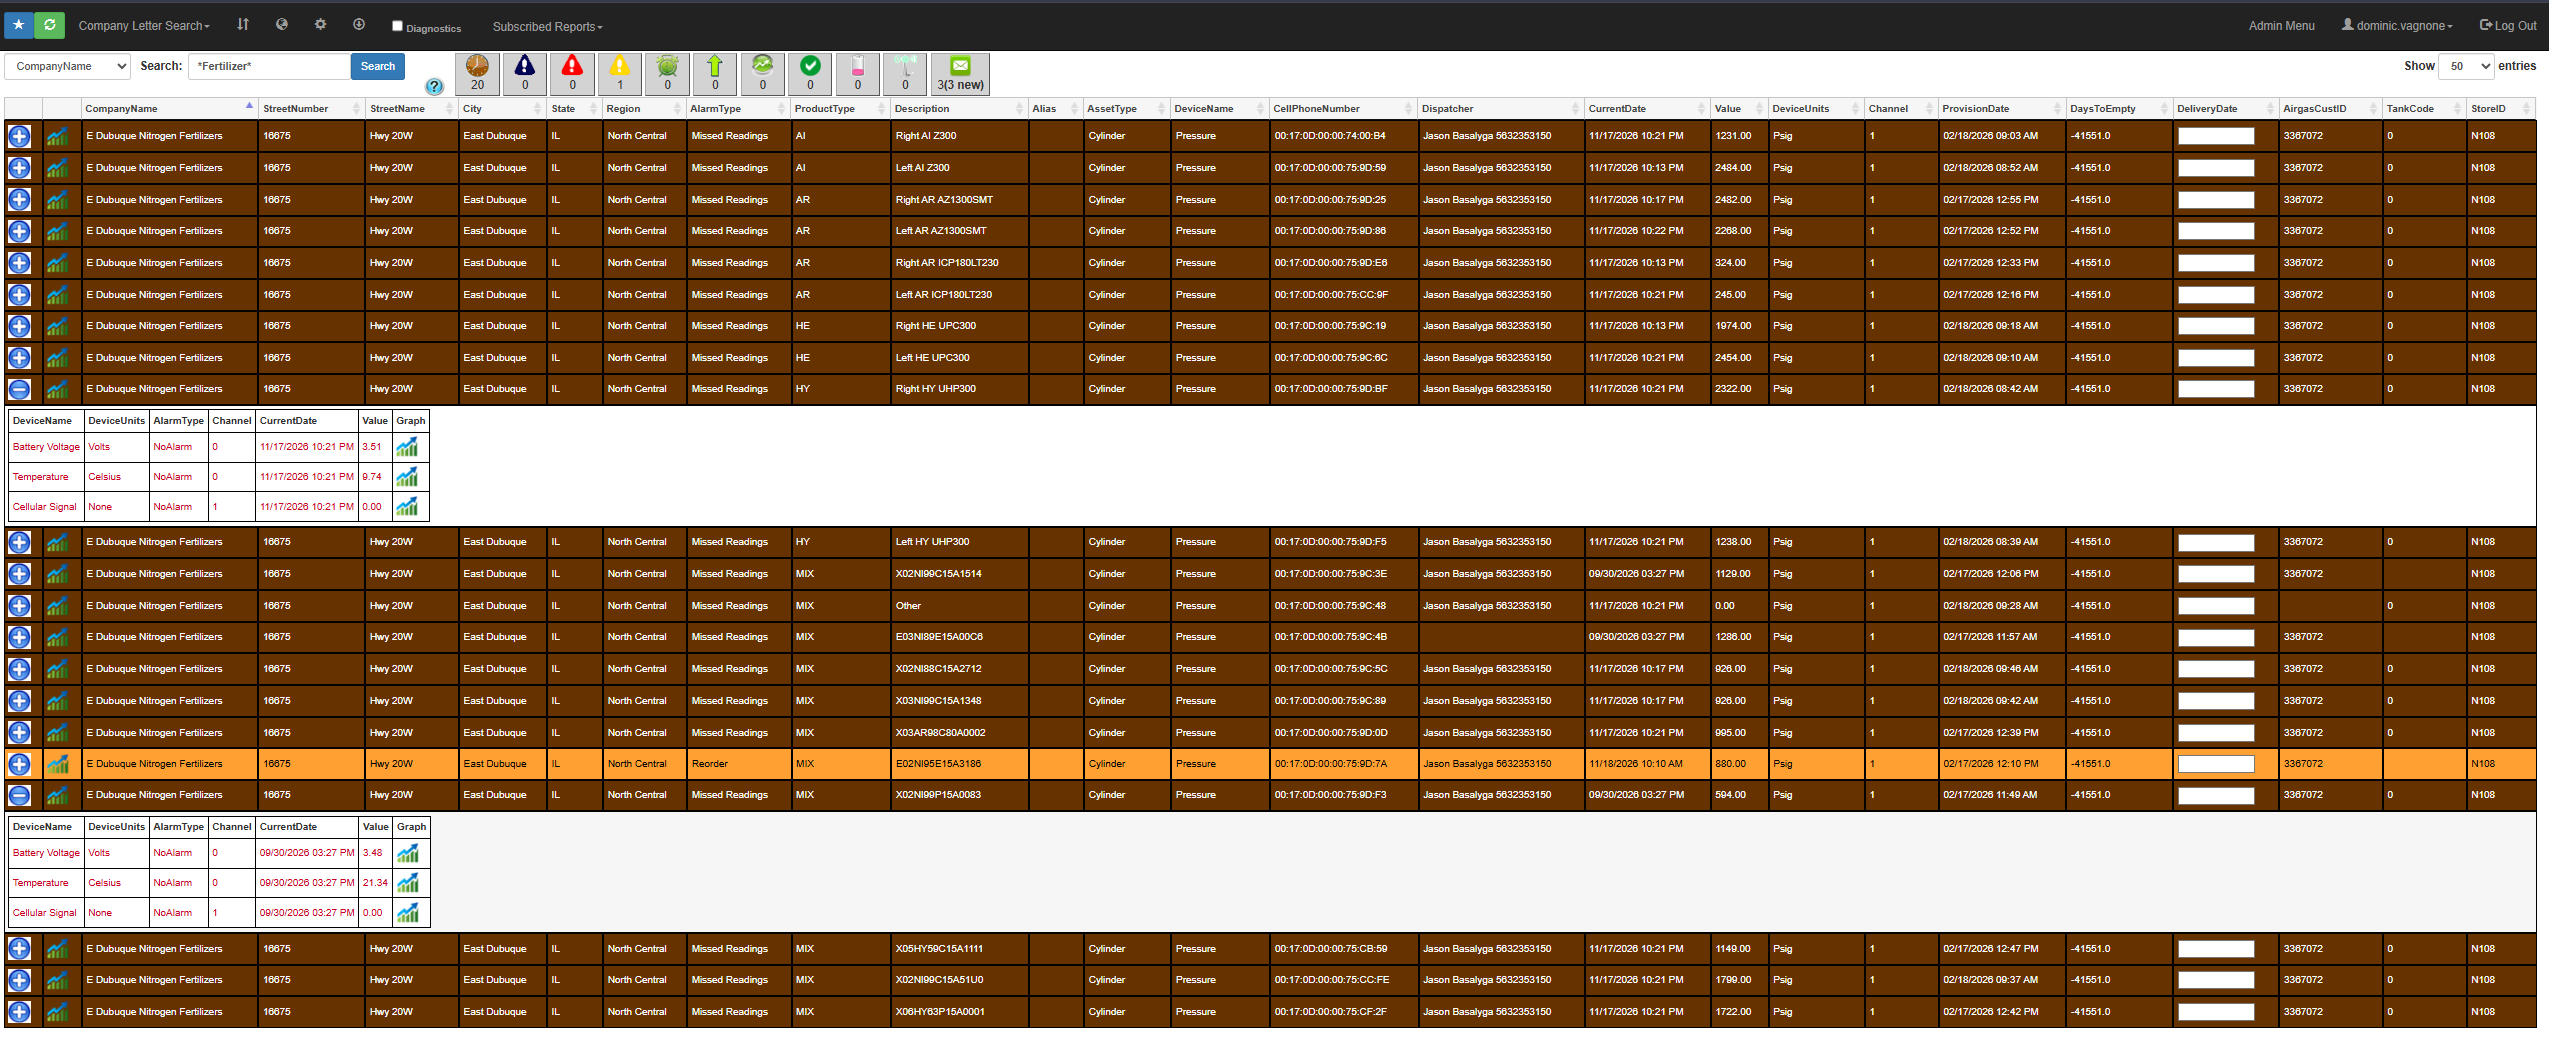 Company Letter Search Diagnostics Subscribed Reports Admin Menu dominic.vagnone Log Out
CompanyName Search: *Fertilizer* Search ? 20 0 0 1 0 0 0 0 0 0 3(3 new) Show 50 entries
CompanyName StreetNumber StreetName City State Region AlarmType ProductType Description Alias AssetType DeviceName CellPhoneNumber Dispatcher CurrentDate Value DeviceUnits Channel ProvisionDate DaysToEmpty DeliveryDate AirgasCustID TankCode StoreID
E Dubuque Nitrogen Fertilizers 16675 Hwy 20W East Dubuque IL North Central Missed Readings AI Right AI Z300 Cylinder Pressure 00:17:0D:00:00:74:00:B4 Jason Basalyga 5632353150 11/17/2026 10:21 PM 1231.00 Psig 1 02/18/2026 09:03 AM -41551.0 3367072 0 N108
E Dubuque Nitrogen Fertilizers 16675 Hwy 20W East Dubuque IL North Central Missed Readings AI Left AI Z300 Cylinder Pressure 00:17:0D:00:00:75:9D:59 Jason Basalyga 5632353150 11/17/2026 10:13 PM 2484.00 Psig 1 02/18/2026 08:52 AM -41551.0 3367072 0 N108
E Dubuque Nitrogen Fertilizers 16675 Hwy 20W East Dubuque IL North Central Missed Readings AR Right AR AZ1300SMT Cylinder Pressure 00:17:0D:00:00:75:9D:25 Jason Basalyga 5632353150 11/17/2026 10:17 PM 2482.00 Psig 1 02/17/2026 12:55 PM -41551.0 3367072 0 N108
E Dubuque Nitrogen Fertilizers 16675 Hwy 20W East Dubuque IL North Central Missed Readings AR Left AR AZ1300SMT Cylinder Pressure 00:17:0D:00:00:75:9D:86 Jason Basalyga 5632353150 11/17/2026 10:22 PM 2268.00 Psig 1 02/17/2026 12:52 PM -41551.0 3367072 0 N108
E Dubuque Nitrogen Fertilizers 16675 Hwy 20W East Dubuque IL North Central Missed Readings AR Right AR ICP180LT230 Cylinder Pressure 00:17:0D:00:00:75:9D:E6 Jason Basalyga 5632353150 11/17/2026 10:13 PM 324.00 Psig 1 02/17/2026 12:33 PM -41551.0 3367072 0 N108
E Dubuque Nitrogen Fertilizers 16675 Hwy 20W East Dubuque IL North Central Missed Readings AR Left AR ICP180LT230 Cylinder Pressure 00:17:0D:00:00:75:CC:9F Jason Basalyga 5632353150 11/17/2026 10:21 PM 245.00 Psig 1 02/17/2026 12:16 PM -41551.0 3367072 0 N108
E Dubuque Nitrogen Fertilizers 16675 Hwy 20W East Dubuque IL North Central Missed Readings HE Right HE UPC300 Cylinder Pressure 00:17:0D:00:00:75:9C:19 Jason Basalyga 5632353150 11/17/2026 10:13 PM 1974.00 Psig 1 02/18/2026 09:18 AM -41551.0 3367072 0 N108
E Dubuque Nitrogen Fertilizers 16675 Hwy 20W East Dubuque IL North Central Missed Readings HE Left HE UPC300 Cylinder Pressure 00:17:0D:00:00:75:9C:6C Jason Basalyga 5632353150 11/17/2026 10:21 PM 2454.00 Psig 1 02/18/2026 09:10 AM -41551.0 3367072 0 N108
E Dubuque Nitrogen Fertilizers 16675 Hwy 20W East Dubuque IL North Central Missed Readings HY Right HY UHP300 Cylinder Pressure 00:17:0D:00:00:75:9D:BF Jason Basalyga 5632353150 11/17/2026 10:21 PM 2322.00 Psig 1 02/18/2026 08:42 AM -41551.0 3367072 0 N108
DeviceName DeviceUnits AlarmType Channel CurrentDate Value Graph
Battery Voltage Volts NoAlarm 0 11/17/2026 10:21 PM 3.51
Temperature Celsius NoAlarm 0 11/17/2026 10:21 PM 9.74
Cellular Signal None NoAlarm 1 11/17/2026 10:21 PM 0.00
E Dubuque Nitrogen Fertilizers 16675 Hwy 20W East Dubuque IL North Central Missed Readings HY Left HY UHP300 Cylinder Pressure 00:17:0D:00:00:75:9D:F5 Jason Basalyga 5632353150 11/17/2026 10:21 PM 1238.00 Psig 1 02/18/2026 08:39 AM -41551.0 3367072 0 N108
E Dubuque Nitrogen Fertilizers 16675 Hwy 20W East Dubuque IL North Central Missed Readings MIX X02NI99C15A1514 Cylinder Pressure 00:17:0D:00:00:75:9C:3E Jason Basalyga 5632353150 09/30/2026 03:27 PM 1129.00 Psig 1 02/17/2026 12:06 PM -41551.0 3367072 N108
E Dubuque Nitrogen Fertilizers 16675 Hwy 20W East Dubuque IL North Central Missed Readings MIX Other Cylinder Pressure 00:17:0D:00:00:75:9C:48 Jason Basalyga 5632353150 11/17/2026 10:21 PM 0.00 Psig 1 02/18/2026 09:28 AM -41551.0 0 N108
E Dubuque Nitrogen Fertilizers 16675 Hwy 20W East Dubuque IL North Central Missed Readings MIX E03NI89E15A00C6 Cylinder Pressure 00:17:0D:00:00:75:9C:4B 09/30/2026 03:27 PM 1286.00 Psig 1 02/17/2026 11:57 AM -41551.0 3367072 0 N108
E Dubuque Nitrogen Fertilizers 16675 Hwy 20W East Dubuque IL North Central Missed Readings MIX X02NI88C15A2712 Cylinder Pressure 00:17:0D:00:00:75:9C:5C Jason Basalyga 5632353150 11/17/2026 10:17 PM 926.00 Psig 1 02/18/2026 09:46 AM -41551.0 3367072 0 N108
E Dubuque Nitrogen Fertilizers 16675 Hwy 20W East Dubuque IL North Central Missed Readings MIX X03NI99C15A1348 Cylinder Pressure 00:17:0D:00:00:75:9C:89 Jason Basalyga 5632353150 11/17/2026 10:17 PM 926.00 Psig 1 02/18/2026 09:42 AM -41551.0 3367072 0 N108
E Dubuque Nitrogen Fertilizers 16675 Hwy 20W East Dubuque IL North Central Missed Readings MIX X03AR98C80A0002 Cylinder Pressure 00:17:0D:00:00:75:9D:0D Jason Basalyga 5632353150 11/17/2026 10:21 PM 995.00 Psig 1 02/17/2026 12:39 PM -41551.0 3367072 0 N108
E Dubuque Nitrogen Fertilizers 16675 Hwy 20W East Dubuque IL North Central Reorder MIX E02NI95E15A3186 Cylinder Pressure 00:17:0D:00:00:75:9D:7A Jason Basalyga 5632353150 11/18/2026 10:10 AM 880.00 Psig 1 02/17/2026 12:10 PM -41551.0 3367072 N108
E Dubuque Nitrogen Fertilizers 16675 Hwy 20W East Dubuque IL North Central Missed Readings MIX X02NI99P15A0083 Cylinder Pressure 00:17:0D:00:00:75:9D:F3 Jason Basalyga 5632353150 09/30/2026 03:27 PM 594.00 Psig 1 02/17/2026 11:49 AM -41551.0 3367072 0 N108
DeviceName DeviceUnits AlarmType Channel CurrentDate Value Graph
Battery Voltage Volts NoAlarm 0 09/30/2026 03:27 PM 3.48
Temperature Celsius NoAlarm 0 09/30/2026 03:27 PM 21.34
Cellular Signal None NoAlarm 1 09/30/2026 03:27 PM 0.00
E Dubuque Nitrogen Fertilizers 16675 Hwy 20W East Dubuque IL North Central Missed Readings MIX X05HY59C15A1111 Cylinder Pressure 00:17:0D:00:00:75:CB:59 Jason Basalyga 5632353150 11/17/2026 10:21 PM 1149.00 Psig 1 02/17/2026 12:47 PM -41551.0 3367072 0 N108
E Dubuque Nitrogen Fertilizers 16675 Hwy 20W East Dubuque IL North Central Missed Readings MIX X02NI99C15A51U0 Cylinder Pressure 00:17:0D:00:00:75:CC:FE Jason Basalyga 5632353150 11/17/2026 10:21 PM 1799.00 Psig 1 02/18/2026 09:37 AM -41551.0 3367072 0 N108
E Dubuque Nitrogen Fertilizers 16675 Hwy 20W East Dubuque IL North Central Missed Readings MIX X06HY63P15A0001 Cylinder Pressure 00:17:0D:00:00:75:CF:2F Jason Basalyga 5632353150 11/17/2026 10:21 PM 1722.00 Psig 1 02/17/2026 12:42 PM -41551.0 3367072 0 N108